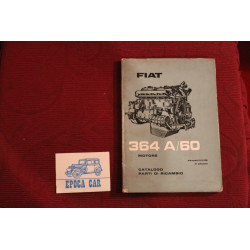 FIAT
364 A/60
MOTORE
CATALOGO
PARTI DI RICAMBIO
EPOCA CAR